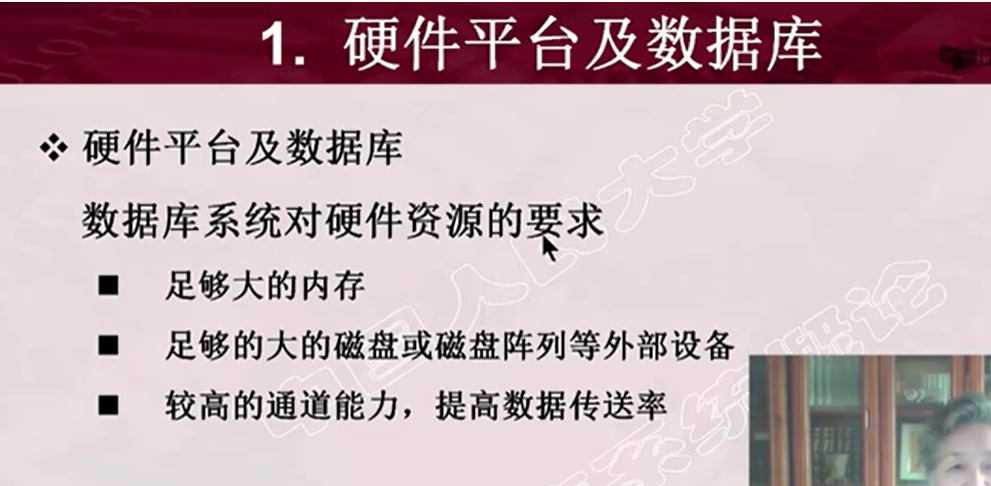 1. 硬件平台及数据库
❖ 硬件平台及数据库
数据库系统对硬件资源的要求
■ 足够大的内存
■ 足够的大的磁盘或磁盘阵列等外部设备
■ 较高的通道能力，提高数据传送率
中国人民大学
系统概论